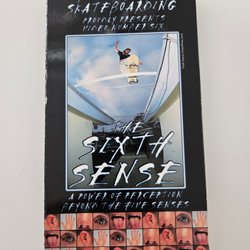 SKATEBOARDING
PROUDLY PRESENTS
VIDEO NUMBER SIX
THE
SIXTH
SENSE
A POWER OF PERCEPTION
BEYOND THE FIVE SENSES